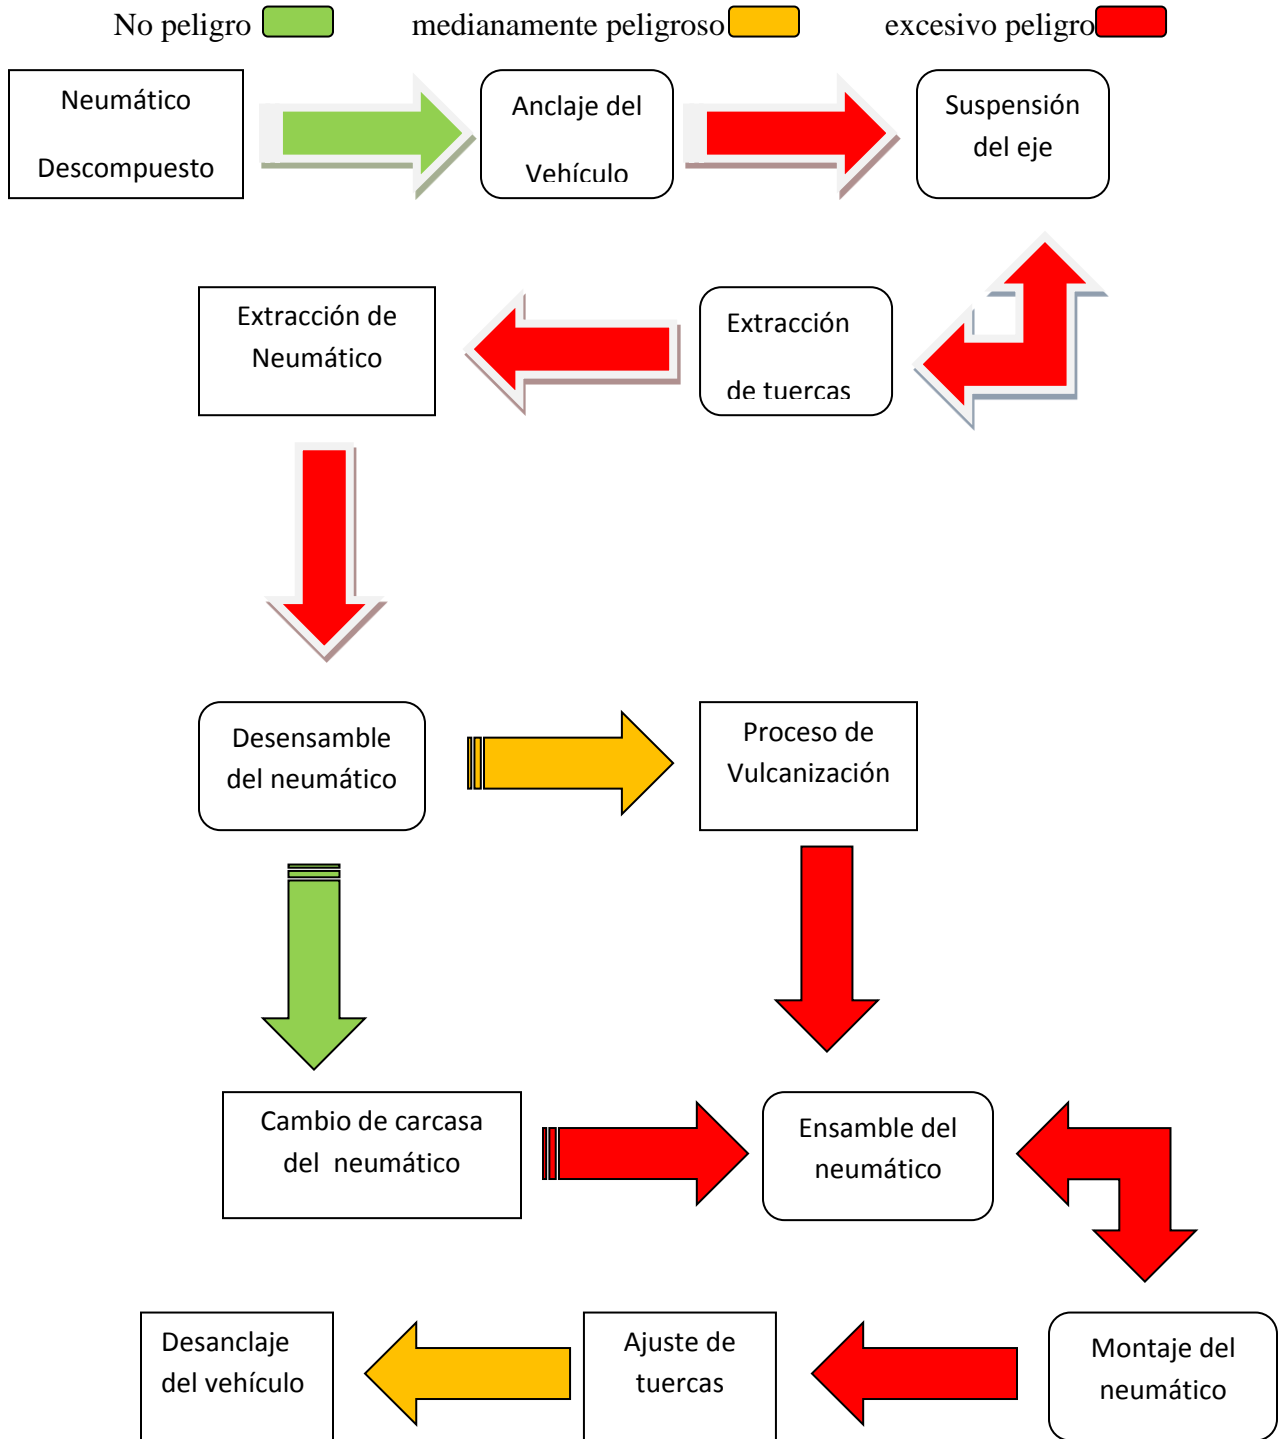 No peligro medianamente peligroso excesivo peligro
Neumático
Descompuesto
Anclaje del
Vehículo
Suspensión
del eje
Extracción de
Neumático
Extracción
de tuercas
Desensamble
del neumático
Proceso de
Vulcanización
Cambio de carcasa
del neumático
Ensamble del
neumático
Desanclaje
del vehículo
Ajuste de
tuercas
Montaje del
neumático